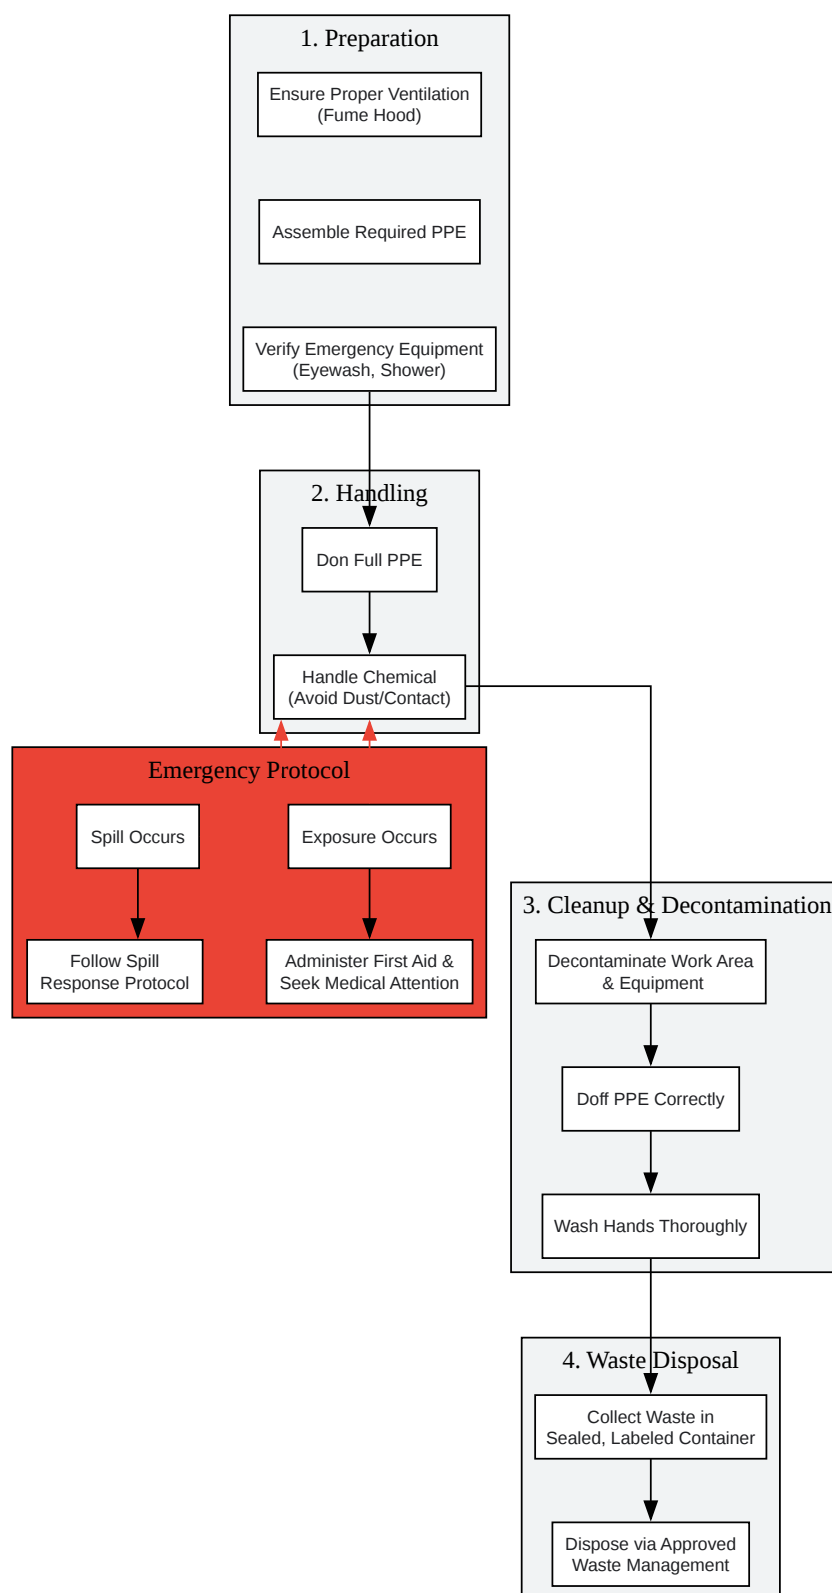 1. Preparation
Ensure Proper Ventilation
(Fume Hood)
Assemble Required PPE
Verify Emergency Equipment
(Eyewash, Shower)
2. Handling
Don Full PPE
Handle Chemical
(Avoid Dust/Contact)
Emergency Protocol
Spill Occurs
Exposure Occurs
Follow Spill
Response Protocol
Administer First Aid &
Seek Medical Attention
3. Cleanup & Decontamination
Decontaminate Work Area
& Equipment
Doff PPE Correctly
Wash Hands Thoroughly
4. Waste Disposal
Collect Waste in
Sealed, Labeled Container
Dispose via Approved
Waste Management